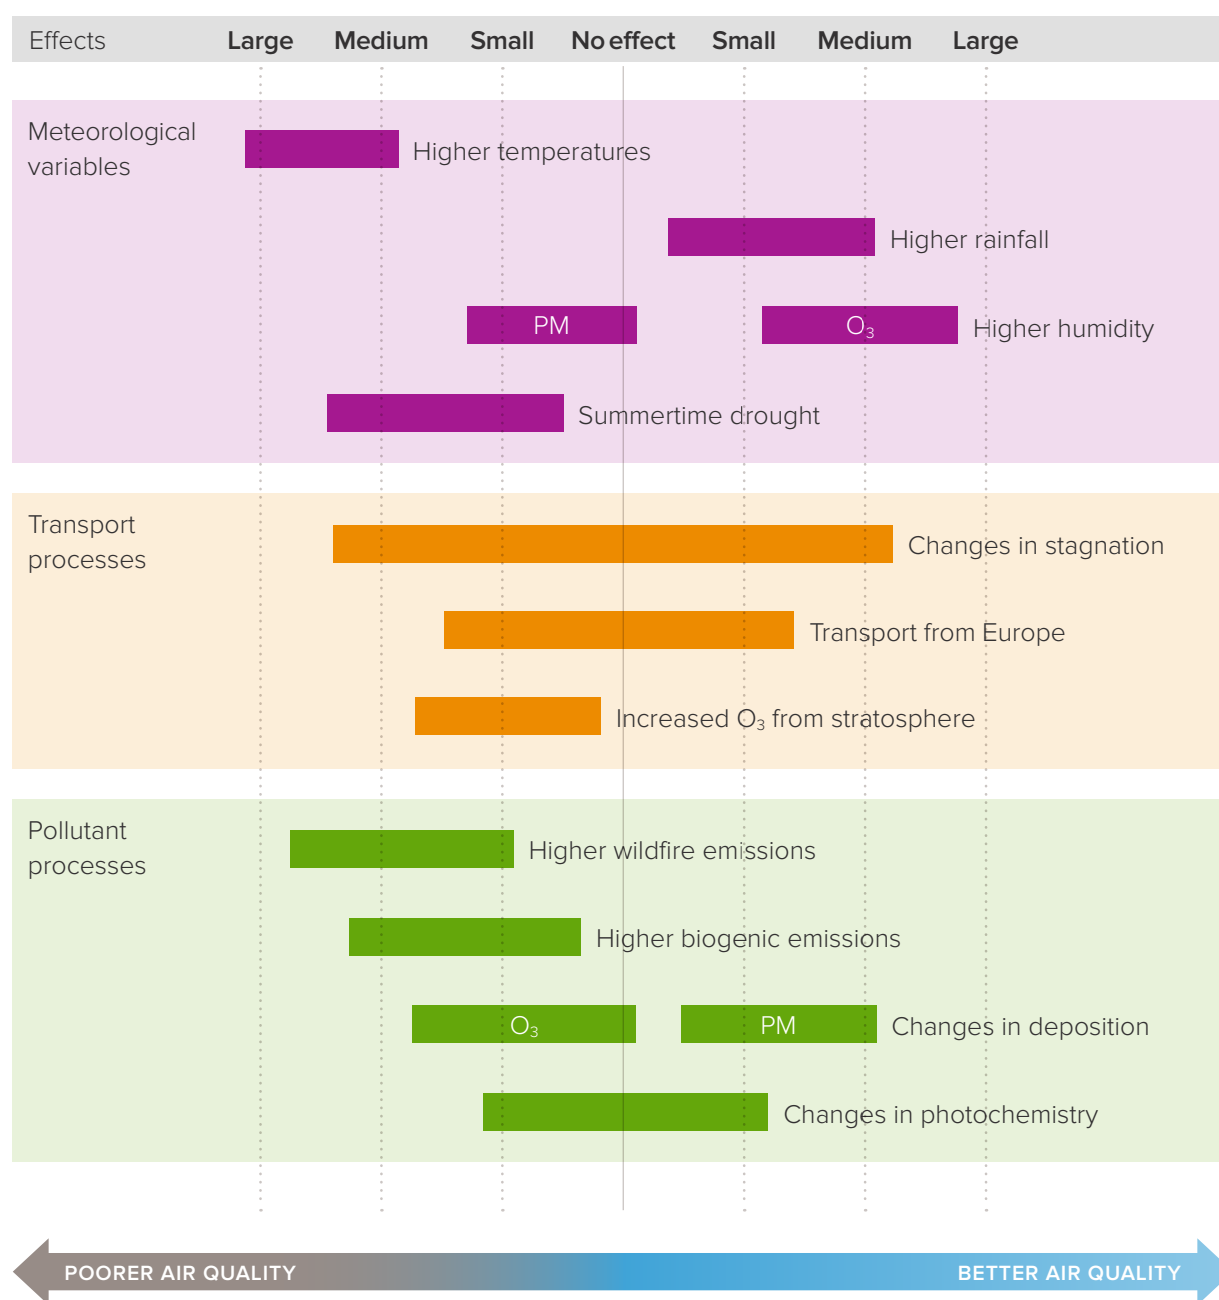 Effects Large Medium Small No effect Small Medium Large
Meteorological
variables
Higher temperatures
Higher rainfall
PM O₃ Higher humidity
Summertime drought
Transport
processes
Changes in stagnation
Transport from Europe
Increased O₃ from stratosphere
Pollutant
processes
Higher wildfire emissions
Higher biogenic emissions
O₃ PM Changes in deposition
Changes in photochemistry
POORER AIR QUALITY BETTER AIR QUALITY